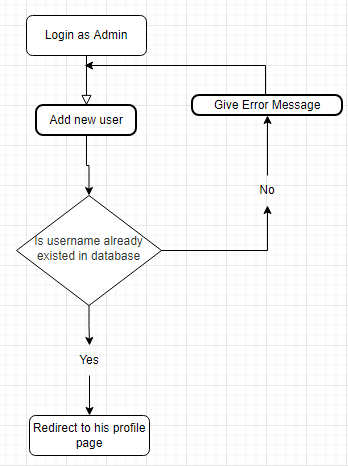 Login as Admin
Give Error Message
Add new user
No
Is username already
existed in database
Yes
Redirect to his profile
page